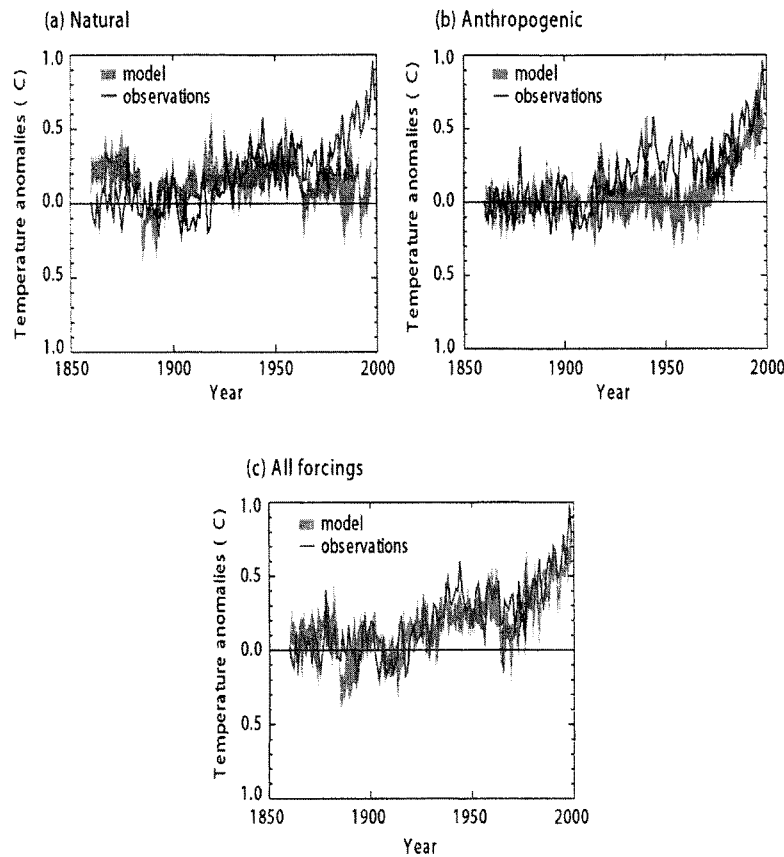 (a) Natural
1.0
0.5
0.0
0.5
1.0
Temperature anomalies ( C)
model
observations
1850
1900
1950
2000
Year
(b) Anthropogenic
1.0
0.5
0.0
0.5
1.0
Temperature anomalies ( C)
model
observations
1850
1900
1950
2000
Year
(c) All forcings
1.0
0.5
0.0
0.5
1.0
Temperature anomalies ( C)
model
observations
1850
1900
1950
2000
Year